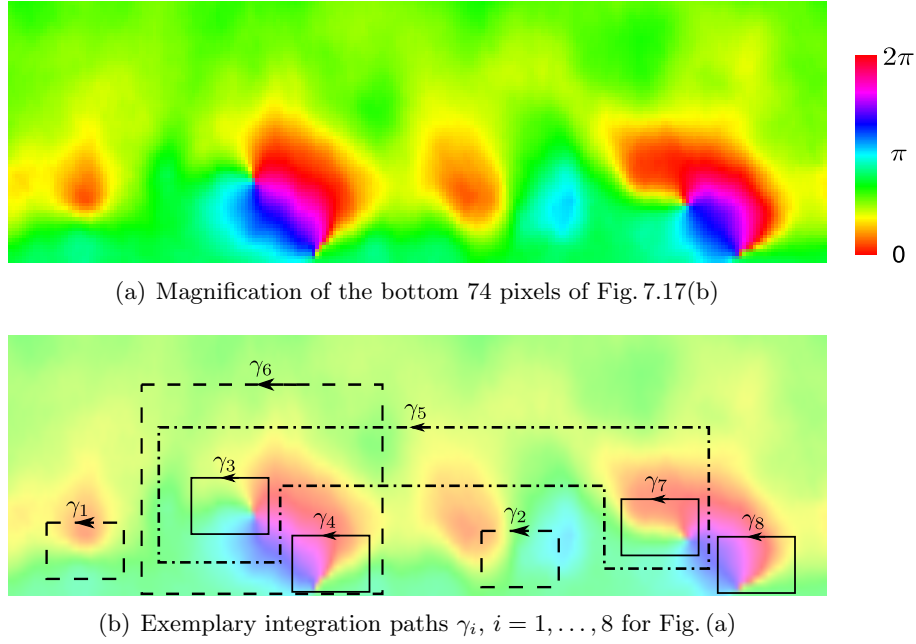 2π
π
0
(a) Magnification of the bottom 74 pixels of Fig. 7.17(b)
γ6
γ5
γ3
γ7
γ1
γ2
γ4
γ8
(b) Exemplary integration paths γi, i = 1, . . . , 8 for Fig. (a)